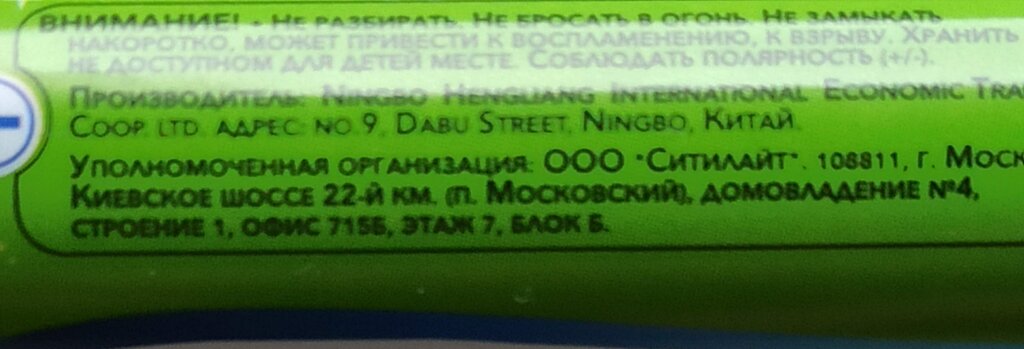 ВНИМАНИЕ! - НЕ РАЗБИРАТЬ. НЕ БРОСАТЬ В ОГОНЬ. НЕ ЗАМЫКАТЬ
НАКОРОТКО, МОЖЕТ ПРИВЕСТИ К ВОСПЛАМЕНЕНИЮ, К ВЗРЫВУ. ХРАНИТЬ
НЕ ДОСТУПНОМ ДЛЯ ДЕТЕЙ МЕСТЕ. СОБЛЮДАТЬ ПОЛЯРНОСТЬ (+/-).
ПРОИЗВОДИТЕЛЬ: NINGBO HENGUANG INTERNATIONAL ECONOMIC TRA
COOP. LTD. АДРЕС: NO.9, DABU STREET, NINGBO, КИТАЙ.
УПОЛНОМОЧЕННАЯ ОРГАНИЗАЦИЯ: ООО "СИТИЛАЙТ". 108811, Г. МОСК
КИЕВСКОЕ ШОССЕ 22-Й КМ. (П. МОСКОВСКИЙ), ДОМОВЛАДЕНИЕ №4,
СТРОЕНИЕ 1, ОФИС 715Б, ЭТАЖ 7, БЛОК Б.